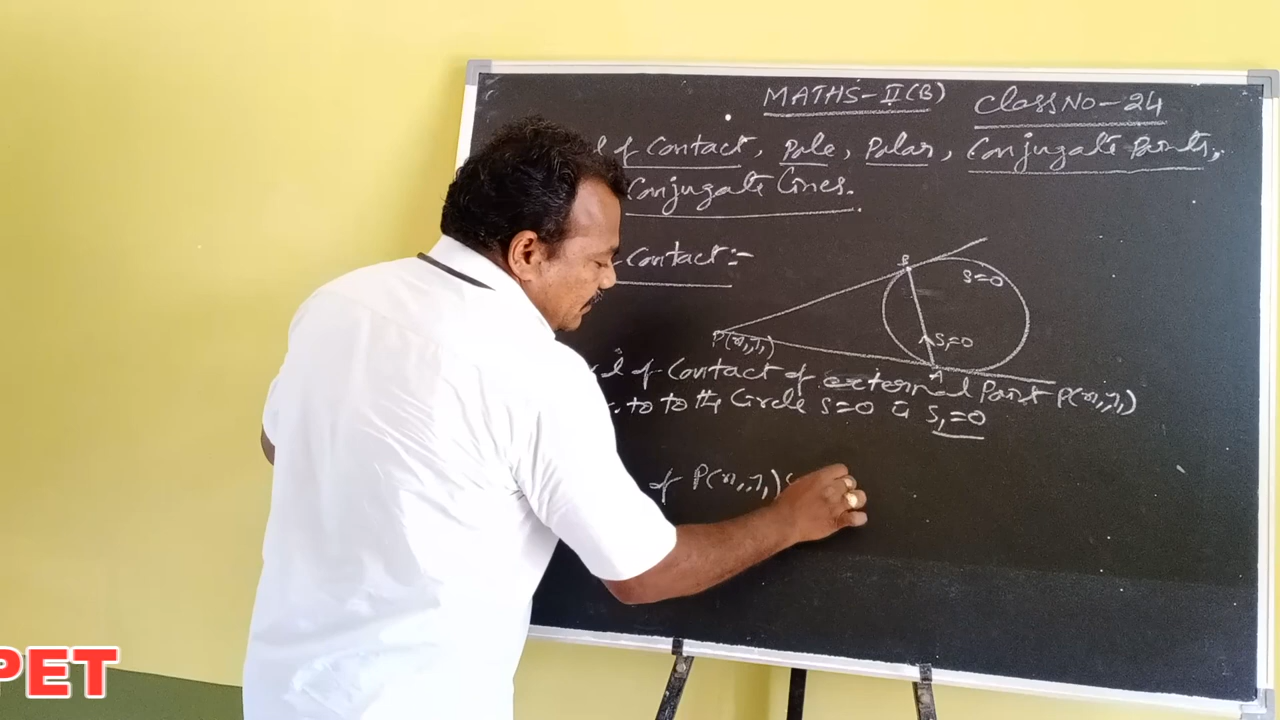 MATHS-II(B) Class No-24
l of Contact, Pole, Polar, Conjugate Points,
Conjugate Lines.
Contact:-
B
S=0
P(x₁,y₁)
S₁=0
A
l of Contact of external Point P(x₁,y₁)
. to to the Circle S=0 is S₁=0
of P(x₁,y₁)
PET